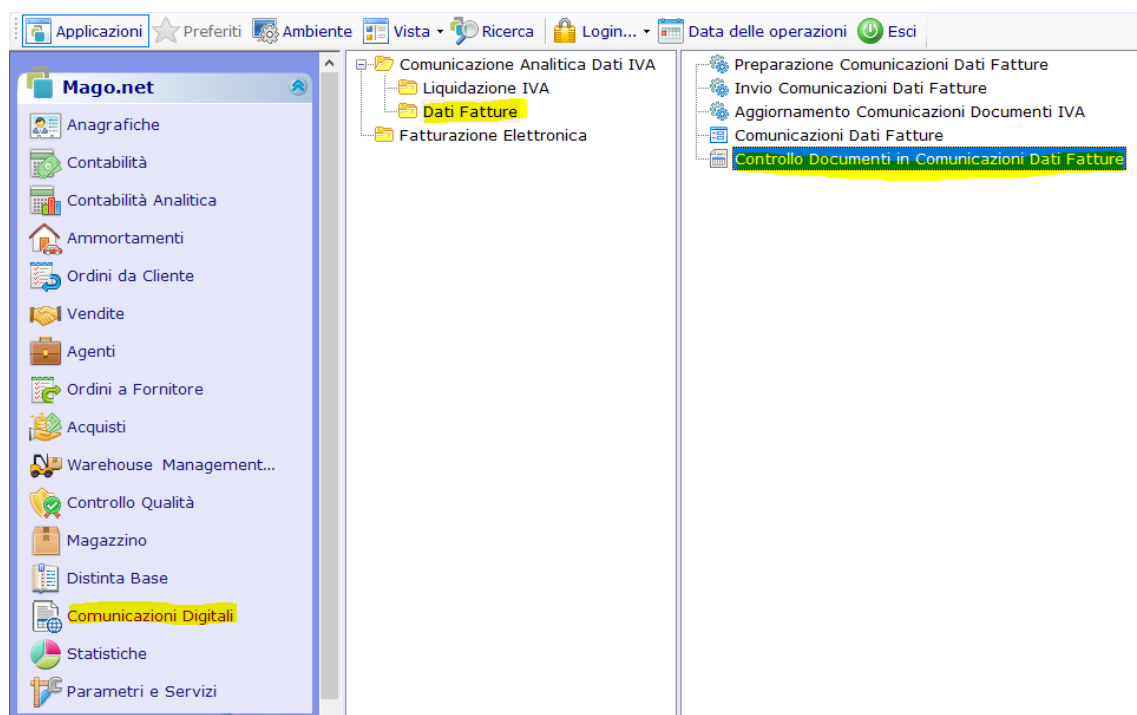 Applicazioni Preferiti Ambiente Vista Ricerca Login... Data delle operazioni Esci
Mago.net
Anagrafiche
Contabilità
Contabilità Analitica
Ammortamenti
Ordini da Cliente
Vendite
Agenti
Ordini a Fornitore
Acquisti
Warehouse Management...
Controllo Qualità
Magazzino
Distinta Base
Comunicazioni Digitali
Statistiche
Parametri e Servizi
Comunicazione Analitica Dati IVA
Liquidazione IVA
Dati Fatture
Fatturazione Elettronica
Preparazione Comunicazioni Dati Fatture
Invio Comunicazioni Dati Fatture
Aggiornamento Comunicazioni Documenti IVA
Comunicazioni Dati Fatture
Controllo Documenti in Comunicazioni Dati Fatture